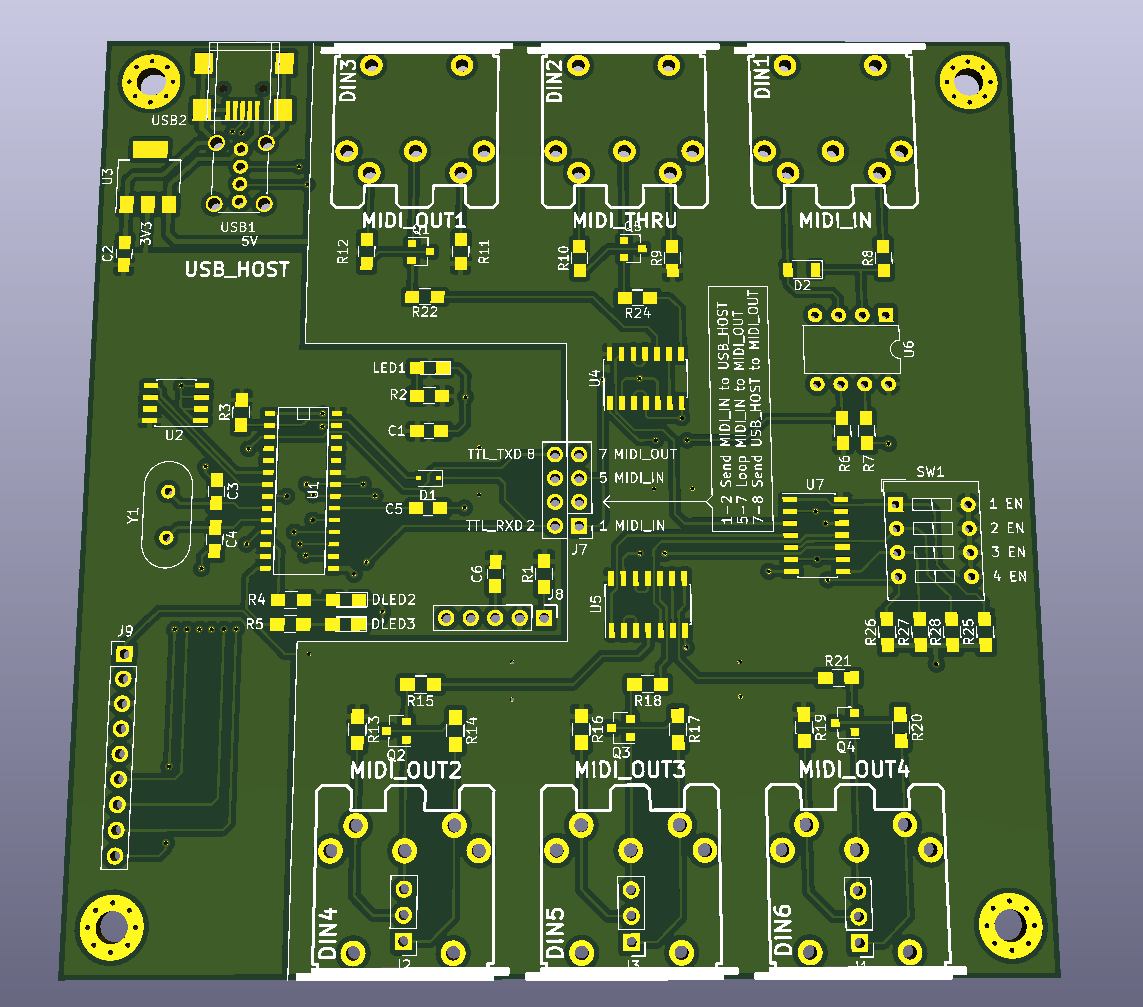 DIN3
DIN2
DIN1
USB2
U3
USB1
5V
3V3
C2
USB_HOST
MIDI_OUT1
MIDI_THRU
MIDI_IN
R12
Q1
R11
R10
R9
R8
D2
R22
R24
U6
LED1
R2
C1
U4
1-2 Send MIDI_IN to USB_HOST
5-7 Loop MIDI_IN to MIDI_OUT
7-8 Send USB_HOST to MIDI_OUT
U2
R3
R6
R7
TTL_TXD 8
7 MIDI_OUT
5 MIDI_IN
TTL_RXD 2
1 MIDI_IN
J7
U1
C3
C4
Y1
D1
C5
U7
SW1
1 EN
2 EN
3 EN
4 EN
C6
R1
J8
U5
R4
DLED2
R5
DLED3
J9
R26
R27
R28
R25
R15
R18
R21
R13
Q2
R14
R16
Q3
R17
R19
Q4
R20
MIDI_OUT2
MIDI_OUT3
MIDI_OUT4
DIN4
DIN5
DIN6